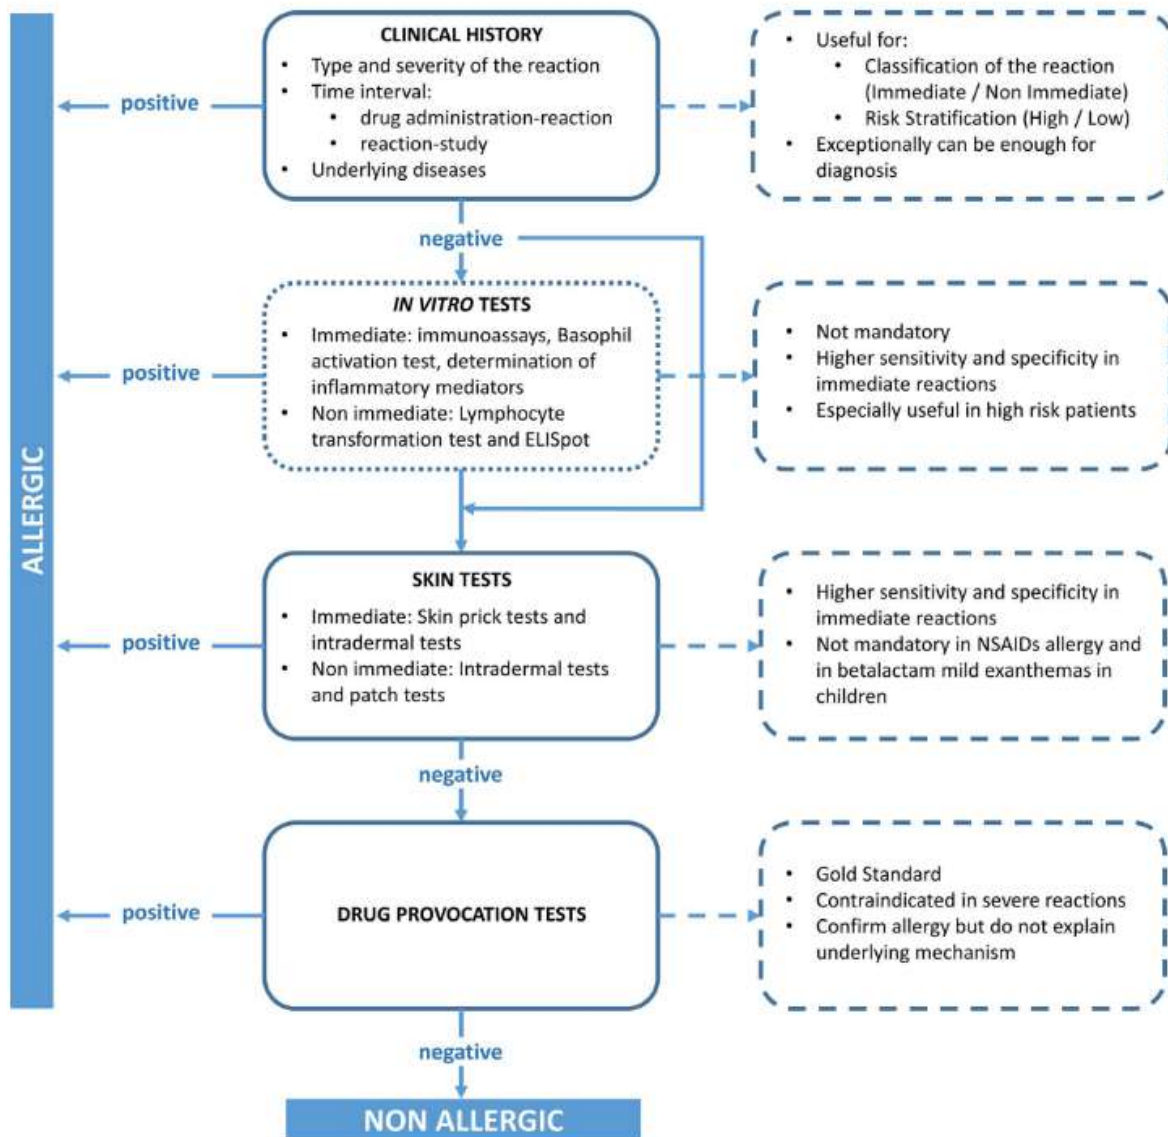 CLINICAL HISTORY
• Type and severity of the reaction
• Time interval:
• drug administration-reaction
• reaction-study
• Underlying diseases
positive
• Useful for:
• Classification of the reaction
(Immediate / Non Immediate)
• Risk Stratification (High / Low)
• Exceptionally can be enough for
diagnosis
negative
IN VITRO TESTS
• Immediate: immunoassays, Basophil
activation test, determination of
inflammatory mediators
• Non immediate: Lymphocyte
transformation test and ELISpot
positive
• Not mandatory
• Higher sensitivity and specificity in
immediate reactions
• Especially useful in high risk patients
ALLERGIC
SKIN TESTS
• Immediate: Skin prick tests and
intradermal tests
• Non immediate: Intradermal tests
and patch tests
positive
• Higher sensitivity and specificity in
immediate reactions
• Not mandatory in NSAIDs allergy and
in betalactam mild exanthemas in
children
negative
DRUG PROVOCATION TESTS
positive
• Gold Standard
• Contraindicated in severe reactions
• Confirm allergy but do not explain
underlying mechanism
negative
NON ALLERGIC